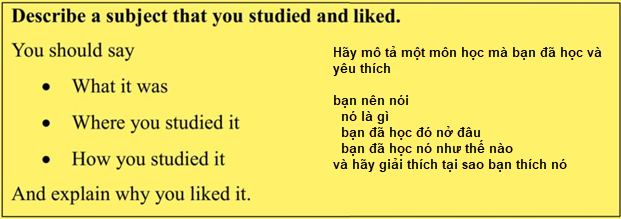 Describe a subject that you studied and liked.
You should say
• What it was
• Where you studied it
• How you studied it
And explain why you liked it.
Hãy mô tả một môn học mà bạn đã học và
yêu thích
bạn nên nói
nó là gì
bạn đã học đó nở đâu
bạn đã học nó như thế nào
và hãy giải thích tại sao bạn thích nó